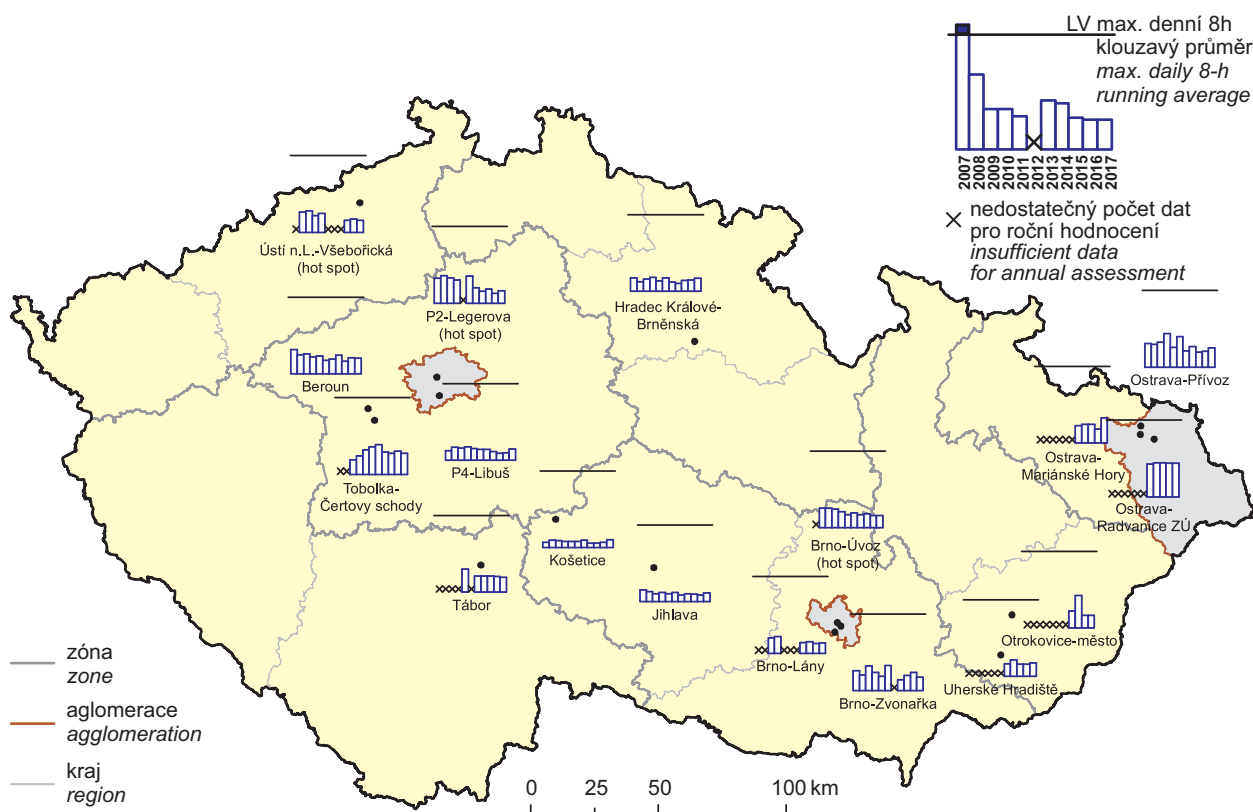 LV max. denní 8h
klouzavý průměr
max. daily 8-h
running average
2007
2008
2009
2010
2011
2012
2013
2014
2015
2016
2017
× nedostatečný počet dat
pro roční hodnocení
insufficient data
for annual assessment
Ústí n.L.-Všebořická
(hot spot)
P2-Legerova
(hot spot)
Hradec Králové-
Brněnská
Beroun
Ostrava-Přívoz
Tobolka-
Čertovy schody
P4-Libuš
Ostrava-
Mariánské Hory
Ostrava-
Radvanice ZÚ
Brno-Úvoz
(hot spot)
Košetice
Tábor
Jihlava
Otrokovice-město
Brno-Lány
Brno-Zvonařka
Uherské Hradiště
zóna
zone
aglomerace
agglomeration
kraj
region
0 25 50 100 km